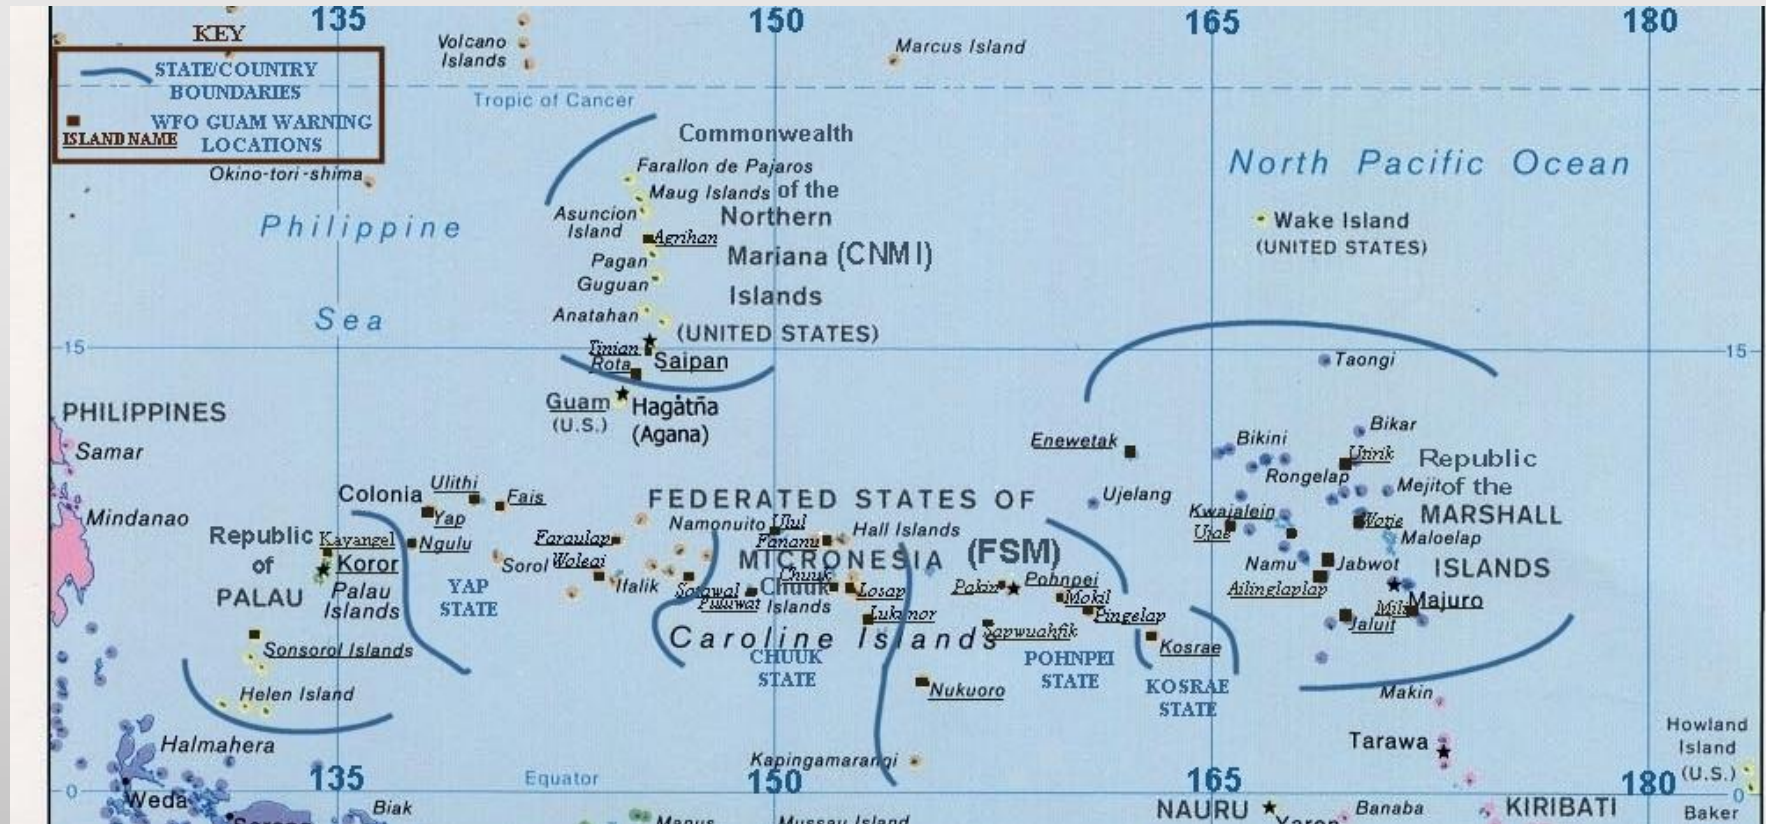 135
150
165
180
KEY
STATE/COUNTRY
BOUNDARIES
WFO GUAM WARNING
ISLAND NAME LOCATIONS
Volcano
Islands
Marcus Island
Tropic of Cancer
Okino-tori-shima
Philippine
Sea
North Pacific Ocean
Commonwealth
of the
Northern
Mariana (CNMI)
Islands
(UNITED STATES)
Farallon de Pajaros
Maug Islands
Asuncion
Island
Agrihan
Pagan
Guguan
Anatahan
Tinian
Saipan
Rota
Wake Island
(UNITED STATES)
15
15
Guam
(U.S.)
Hagåtña
(Agana)
PHILIPPINES
Samar
Mindanao
Taongi
Enewetak
Ujelang
Bikini
Bikar
Utirik
Rongelap
Mejit
Republic
of the
MARSHALL
ISLANDS
Kwajalein
Ujae
Wotje
Maloelap
Namu
Jabwot
Ailinglaplap
Majuro
Mili
Jaluit
Colonia
Ulithi
Fais
Yap
Ngulu
Sorol
Republic
of
PALAU
Kayangel
Koror
Palau
Islands
YAP
STATE
FEDERATED STATES OF
MICRONESIA (FSM)
Faraulap
Woleai
Ifalik
Namonuito
Ulul
Fananu
Hall Islands
Satawal
Puluwat
Chuuk
Chuuk
Islands
Losap
Lukunor
Caroline Islands
CHUUK
STATE
Pakin
Pohnpei
Mokil
Pingelap
Sapwuahfik
POHNPEI
STATE
Nukuoro
Kosrae
KOSRAE
STATE
Sonsorol Islands
Helen Island
Halmahera
Kapingamarangi
Makin
Tarawa
Howland
Island
(U.S.)
Baker
135
150
165
180
Equator
0
0
Weda
Biak
Mussau Island
NAURU
Banaba
KIRIBATI